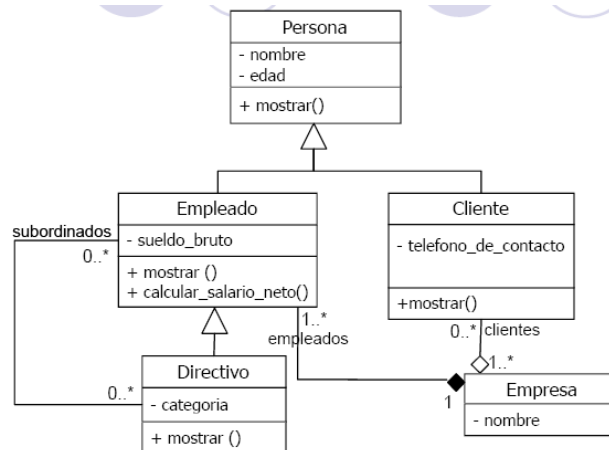 Persona
- nombre
- edad
+ mostrar()
Empleado
- sueldo_bruto
+ mostrar ()
+ calcular_salario_neto()
Cliente
- telefono_de_contacto
+mostrar()
subordinados
0..*
1..*
empleados
0..*
clientes
1..*
Directivo
- categoria
+ mostrar ()
0..*
1
Empresa
- nombre